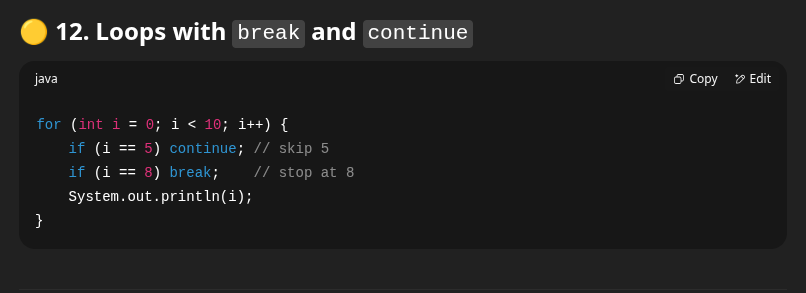 12. Loops with break and continue
java
Copy Edit
for (int i = 0; i < 10; i++) {
    if (i == 5) continue; // skip 5
    if (i == 8) break;    // stop at 8
    System.out.println(i);
}